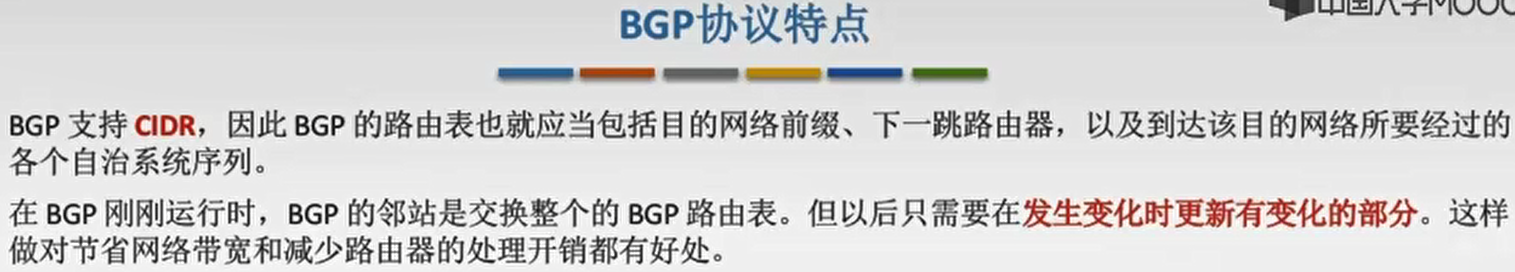 中国大学MOOC
BGP协议特点
BGP 支持 CIDR，因此 BGP 的路由表也就应当包括目的网络前缀、下一跳路由器，以及到达该目的网络所要经过的
各个自治系统序列。
在 BGP 刚刚运行时，BGP 的邻站是交换整个的 BGP 路由表。但以后只需要在发生变化时更新有变化的部分。这样
做对节省网络带宽和减少路由器的处理开销都有好处。